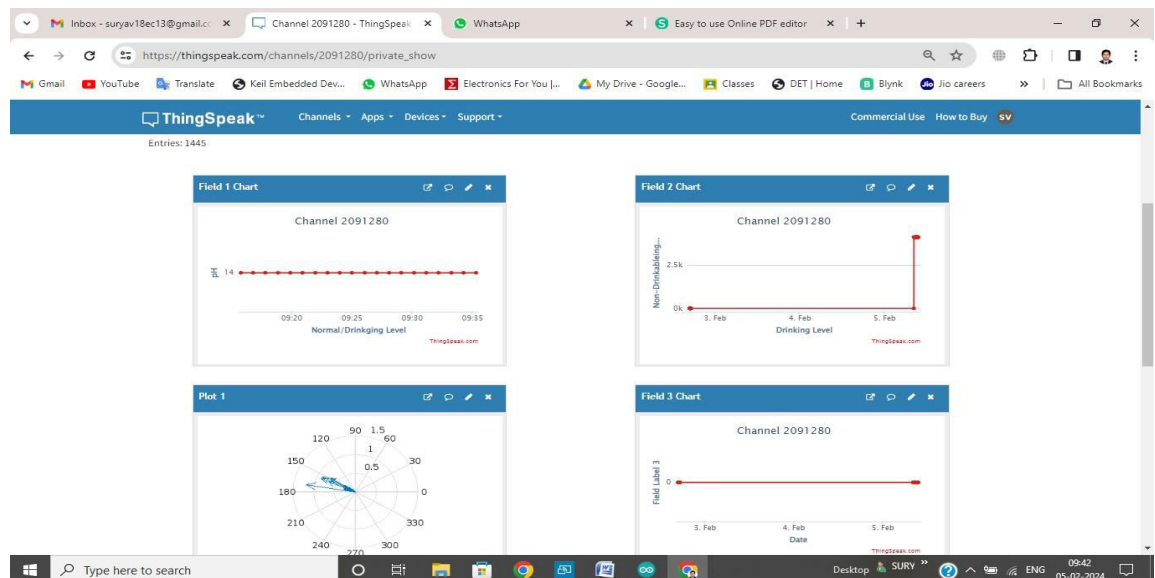 Inbox - suryav18ec13@gmail.cc
Channel 2091280 - ThingSpeak
WhatsApp
Easy to use Online PDF editor
https://thingspeak.com/channels/2091280/private_show
Gmail
YouTube
Translate
Keil Embedded Dev...
WhatsApp
Electronics For You |...
My Drive - Google...
Classes
DET | Home
Blynk
Jio
Jio careers
All Bookmarks
ThingSpeak™
Channels
Apps
Devices
Support
Commercial Use
How to Buy
SV
Entries: 1445
Field 1 Chart
Channel 2091280
pH
14
09:20 09:25 09:30 09:35
Normal/Drinkging Level
ThingSpeak.com
Field 2 Chart
Channel 2091280
Non-Drinkableing...
2.5k
0k
3. Feb 4. Feb 5. Feb
Drinking Level
ThingSpeak.com
Plot 1
90 1.5
120 60
1
150 0.5 30
180 0
210 330
240 300
270
Field 3 Chart
Channel 2091280
Field Label 3
0
3. Feb 4. Feb 5. Feb
Date
ThingSpeak.com
Type here to search
Desktop
SURY
ENG
09:42
05-02-2024